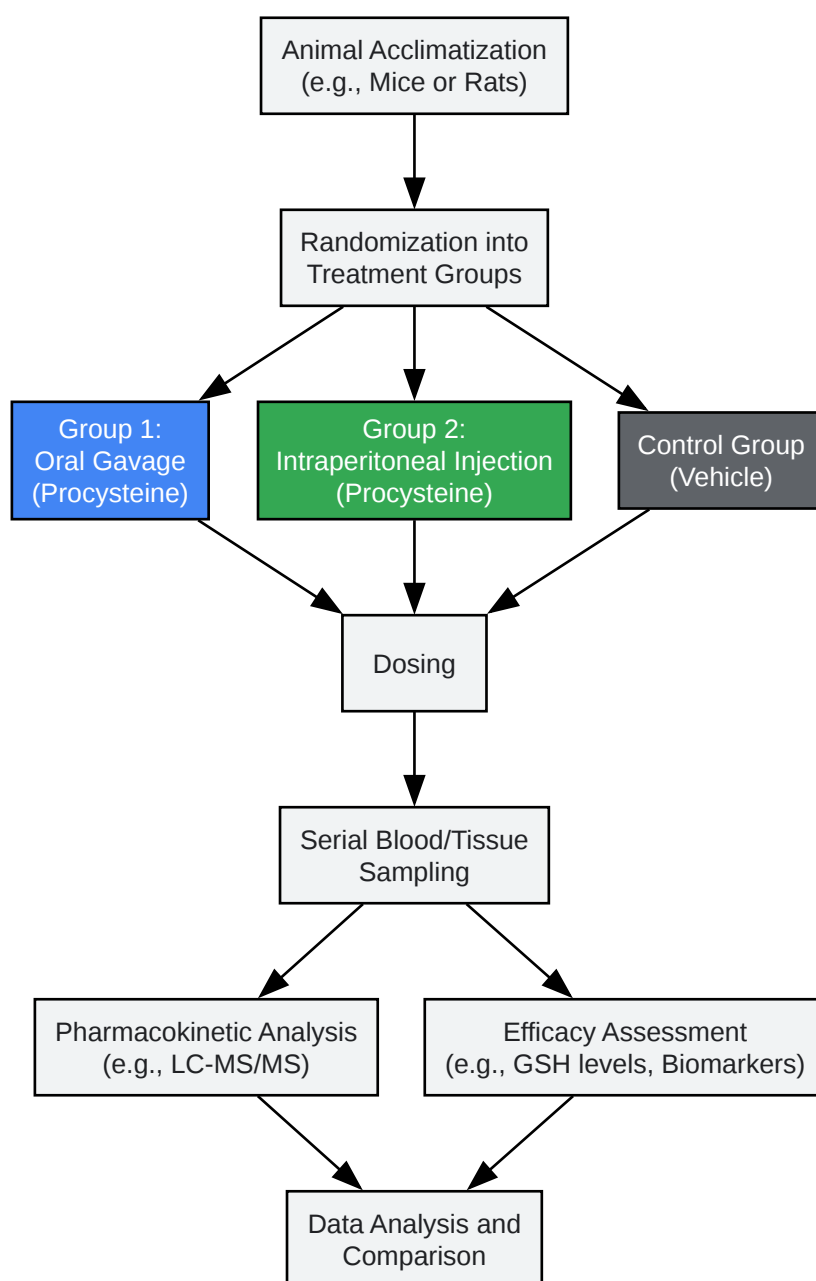 Animal Acclimatization
(e.g., Mice or Rats)
Randomization into
Treatment Groups
Group 1:
Oral Gavage
(Procysteine)
Group 2:
Intraperitoneal Injection
(Procysteine)
Control Group
(Vehicle)
Dosing
Serial Blood/Tissue
Sampling
Pharmacokinetic Analysis
(e.g., LC-MS/MS)
Efficacy Assessment
(e.g., GSH levels, Biomarkers)
Data Analysis and
Comparison